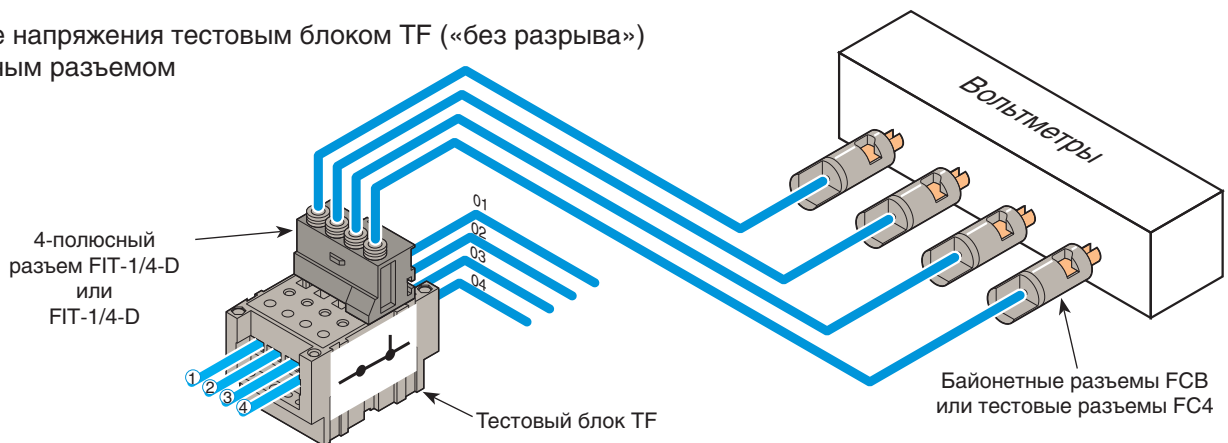 е напряжения тестовым блоком TF («без разрыва»)
ным разъемом
Вольтметры
01
02
03
04
4-полюсный
разъем FIT-1/4-D
или
FIT-1/4-D
1
2
3
4
Тестовый блок TF
Байонетные разъемы FCB
или тестовые разъемы FC4